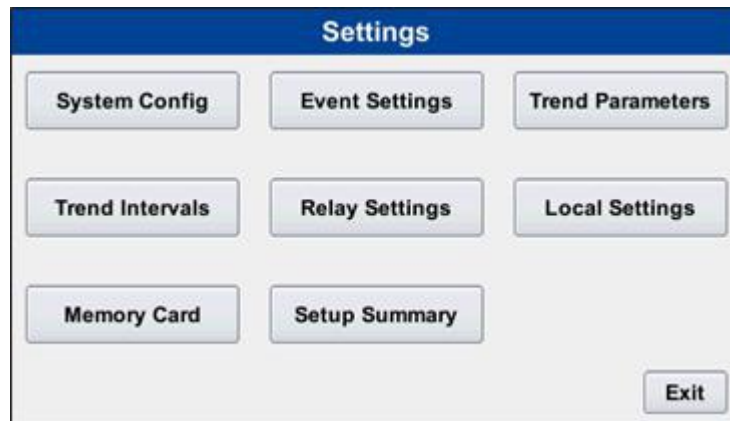 Settings
System Config
Event Settings
Trend Parameters
Trend Intervals
Relay Settings
Local Settings
Memory Card
Setup Summary
Exit